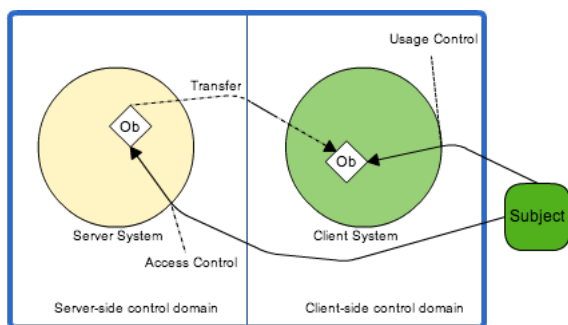 Usage Control
Transfer
Ob
Ob
Subject
Server System
Client System
Access Control
Server-side control domain
Client-side control domain